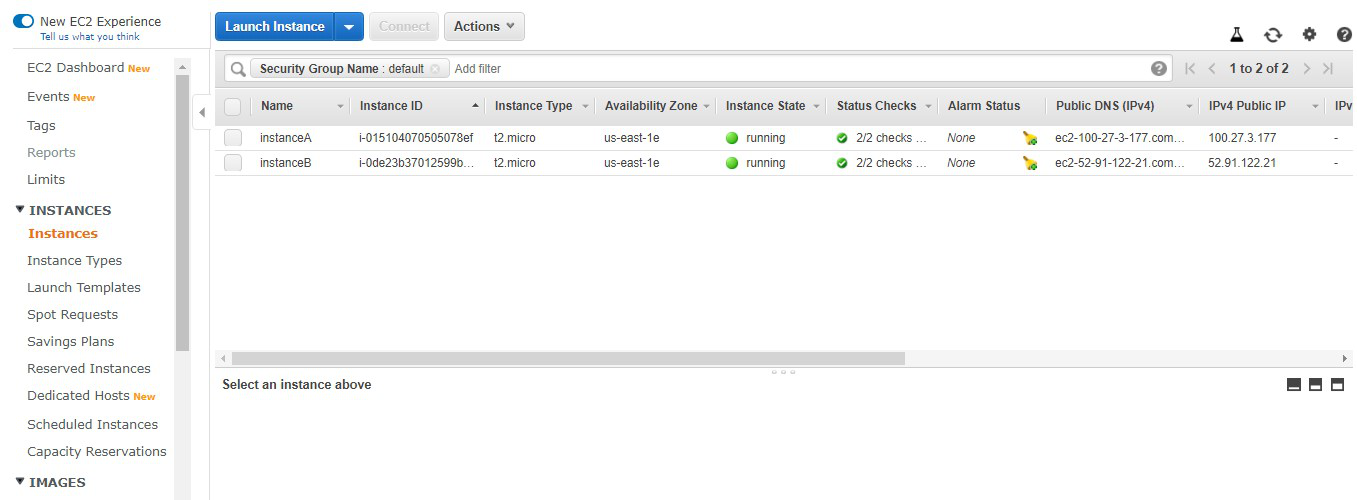 New EC2 Experience
Tell us what you think
EC2 Dashboard New
Events New
Tags
Reports
Limits
INSTANCES
Instances
Instance Types
Launch Templates
Spot Requests
Savings Plans
Reserved Instances
Dedicated Hosts New
Scheduled Instances
Capacity Reservations
IMAGES
Launch Instance Connect Actions
Security Group Name : default Add filter 1 to 2 of 2
Name Instance ID Instance Type Availability Zone Instance State Status Checks Alarm Status Public DNS (IPv4) IPv4 Public IP IPv
instanceA i-015104070505078ef t2.micro us-east-1e running 2/2 checks ... None ec2-100-27-3-177.com... 100.27.3.177 -
instanceB i-0de23b37012599b... t2.micro us-east-1e running 2/2 checks ... None ec2-52-91-122-21.com... 52.91.122.21 -
Select an instance above